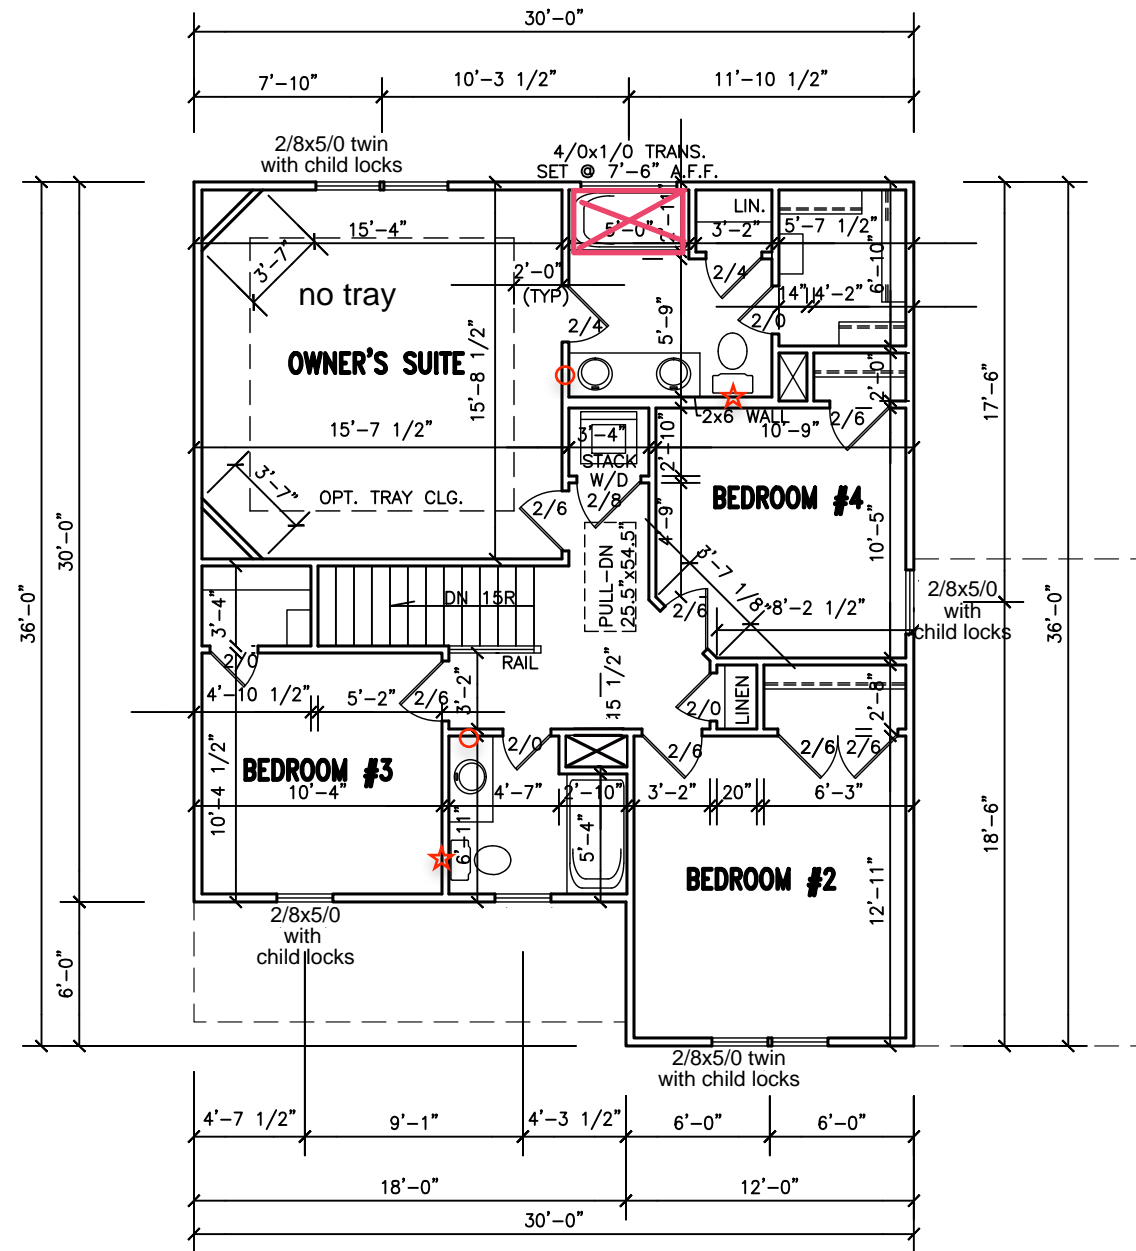 30'-0"
7'-10"
10'-3 1/2"
11'-10 1/2"
2/8x5/0 twin
with child locks
4/0x1/0 TRANS.
SET @ 7'-6" A.F.F.
LIN.
15'-4"
5'-0"
3'-2"
5'-7 1/2"
3'-7"
2'-0"
(TYP)
2/4
6'-10"
no tray
14"
4'-2"
2/4
2/0
5'-9"
OWNER'S SUITE
15'-8 1/2"
2'-0"
17'-6"
2x6 WALL
2/6
15'-7 1/2"
3'-4"
10'-9"
2'-10"
STACK
W/D
3'-7"
OPT. TRAY CLG.
2/6
2/8
BEDROOM #4
4'-9"
10'-5"
30'-0"
PULL-DN
25.5"x54.5"
3'-7 1/8"
36'-0"
DN 15R
2/6
8'-2 1/2"
2/8x5/0
with
child locks
36'-0"
3'-4"
2/0
RAIL
4'-10 1/2"
5'-2"
2/6
3'-2"
15 1/2"
2/0
LINEN
2'-8"
2/0
2/6
2/6
2/6
BEDROOM #3
10'-4 1/2"
10'-4"
4'-7"
2'-10"
3'-2"
20"
6'-3"
6'-11"
5'-4"
18'-6"
BEDROOM #2
12'-11"
2/8x5/0
with
child locks
6'-0"
2/8x5/0 twin
with child locks
4'-7 1/2"
9'-1"
4'-3 1/2"
6'-0"
6'-0"
18'-0"
12'-0"
30'-0"